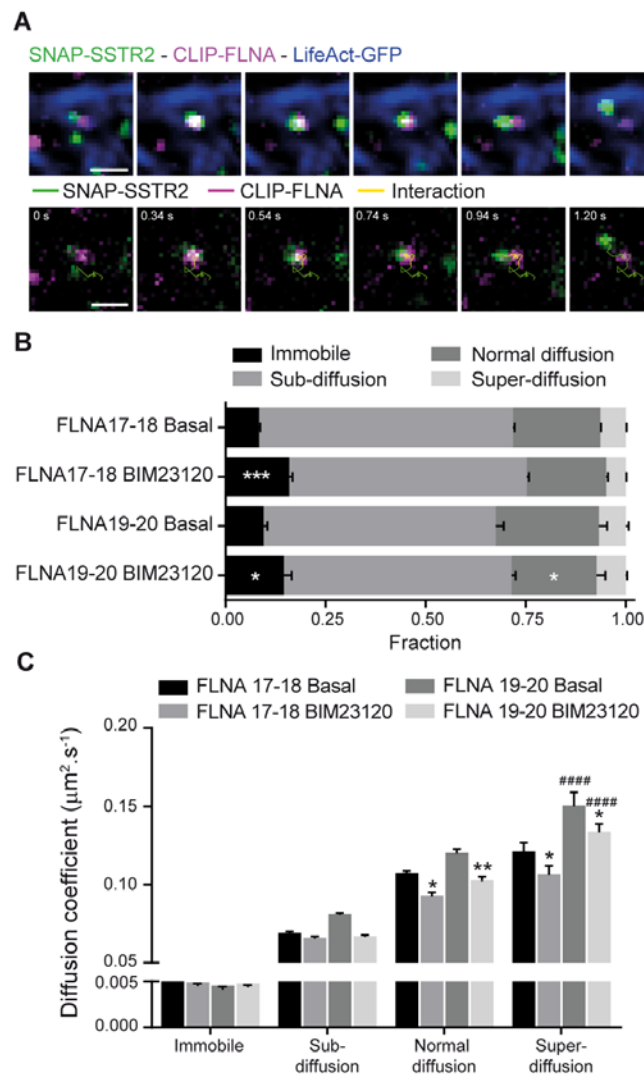 A
SNAP-SSTR2 - CLIP-FLNA - LifeAct-GFP
SNAP-SSTR2 CLIP-FLNA Interaction
0 s 0.34 s 0.54 s 0.74 s 0.94 s 1.20 s
B
Immobile Normal diffusion
Sub-diffusion Super-diffusion
FLNA17-18 Basal
FLNA17-18 BIM23120 ***
FLNA19-20 Basal
FLNA19-20 BIM23120 * *
0.00 0.25 0.50 0.75 1.00
Fraction
C
FLNA 17-18 Basal FLNA 19-20 Basal
FLNA 17-18 BIM23120 FLNA 19-20 BIM23120
Diffusion coefficient (μm².s⁻¹)
0.20
0.15
0.10
0.05
0.005
0.000
* ** * #### ####
*
Immobile Sub- Normal Super-
diffusion diffusion diffusion